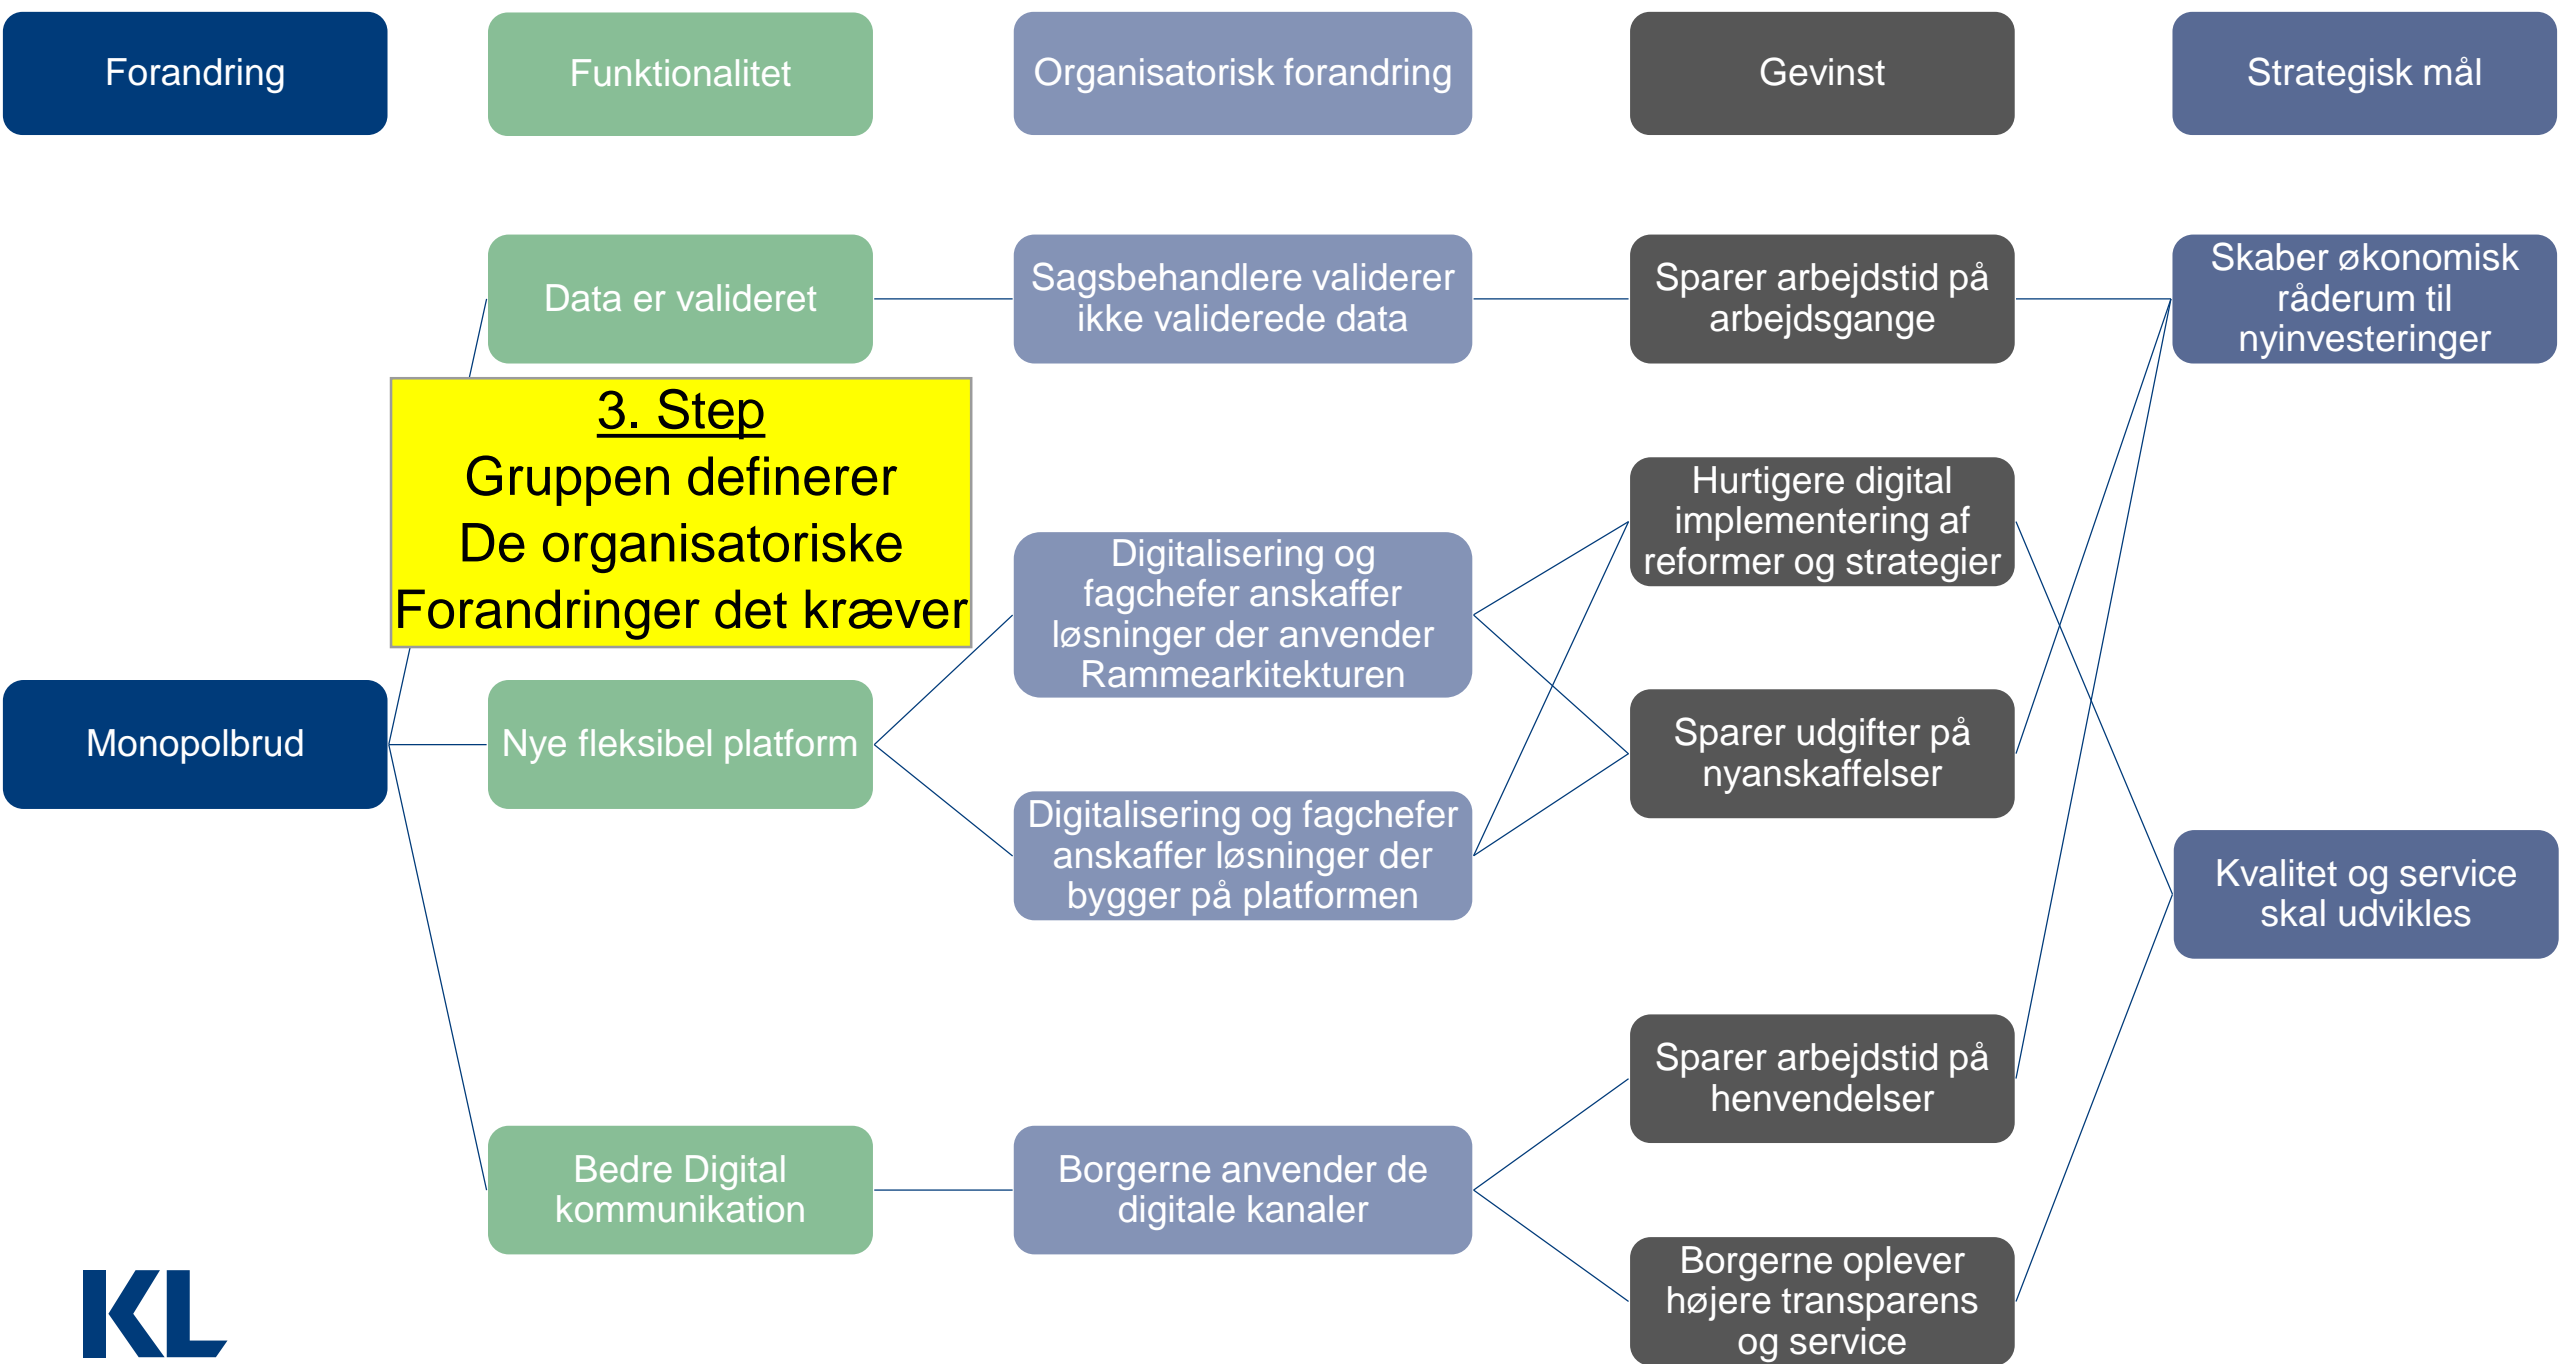 Forandring
Funktionalitet
Organisatorisk forandring
Gevinst
Strategisk mål
Data er valideret
Sagsbehandlere validerer
ikke validerede data
Sparer arbejdstid på
arbejdsgange
Skaber økonomisk
råderum til
nyinvesteringer
3. Step
Gruppen definerer
De organisatoriske
Forandringer det kræver
Hurtigere digital
implementering af
reformer og strategier
Digitalisering og
fagchefer anskaffer
løsninger der anvender
Rammearkitekturen
Monopolbrud
Nye fleksibel platform
Sparer udgifter på
nyanskaffelser
Digitalisering og fagchefer
anskaffer løsninger der
bygger på platformen
Kvalitet og service
skal udvikles
Sparer arbejdstid på
henvendelser
Bedre Digital
kommunikation
Borgerne anvender de
digitale kanaler
Borgerne oplever
højere transparens
og service
KL